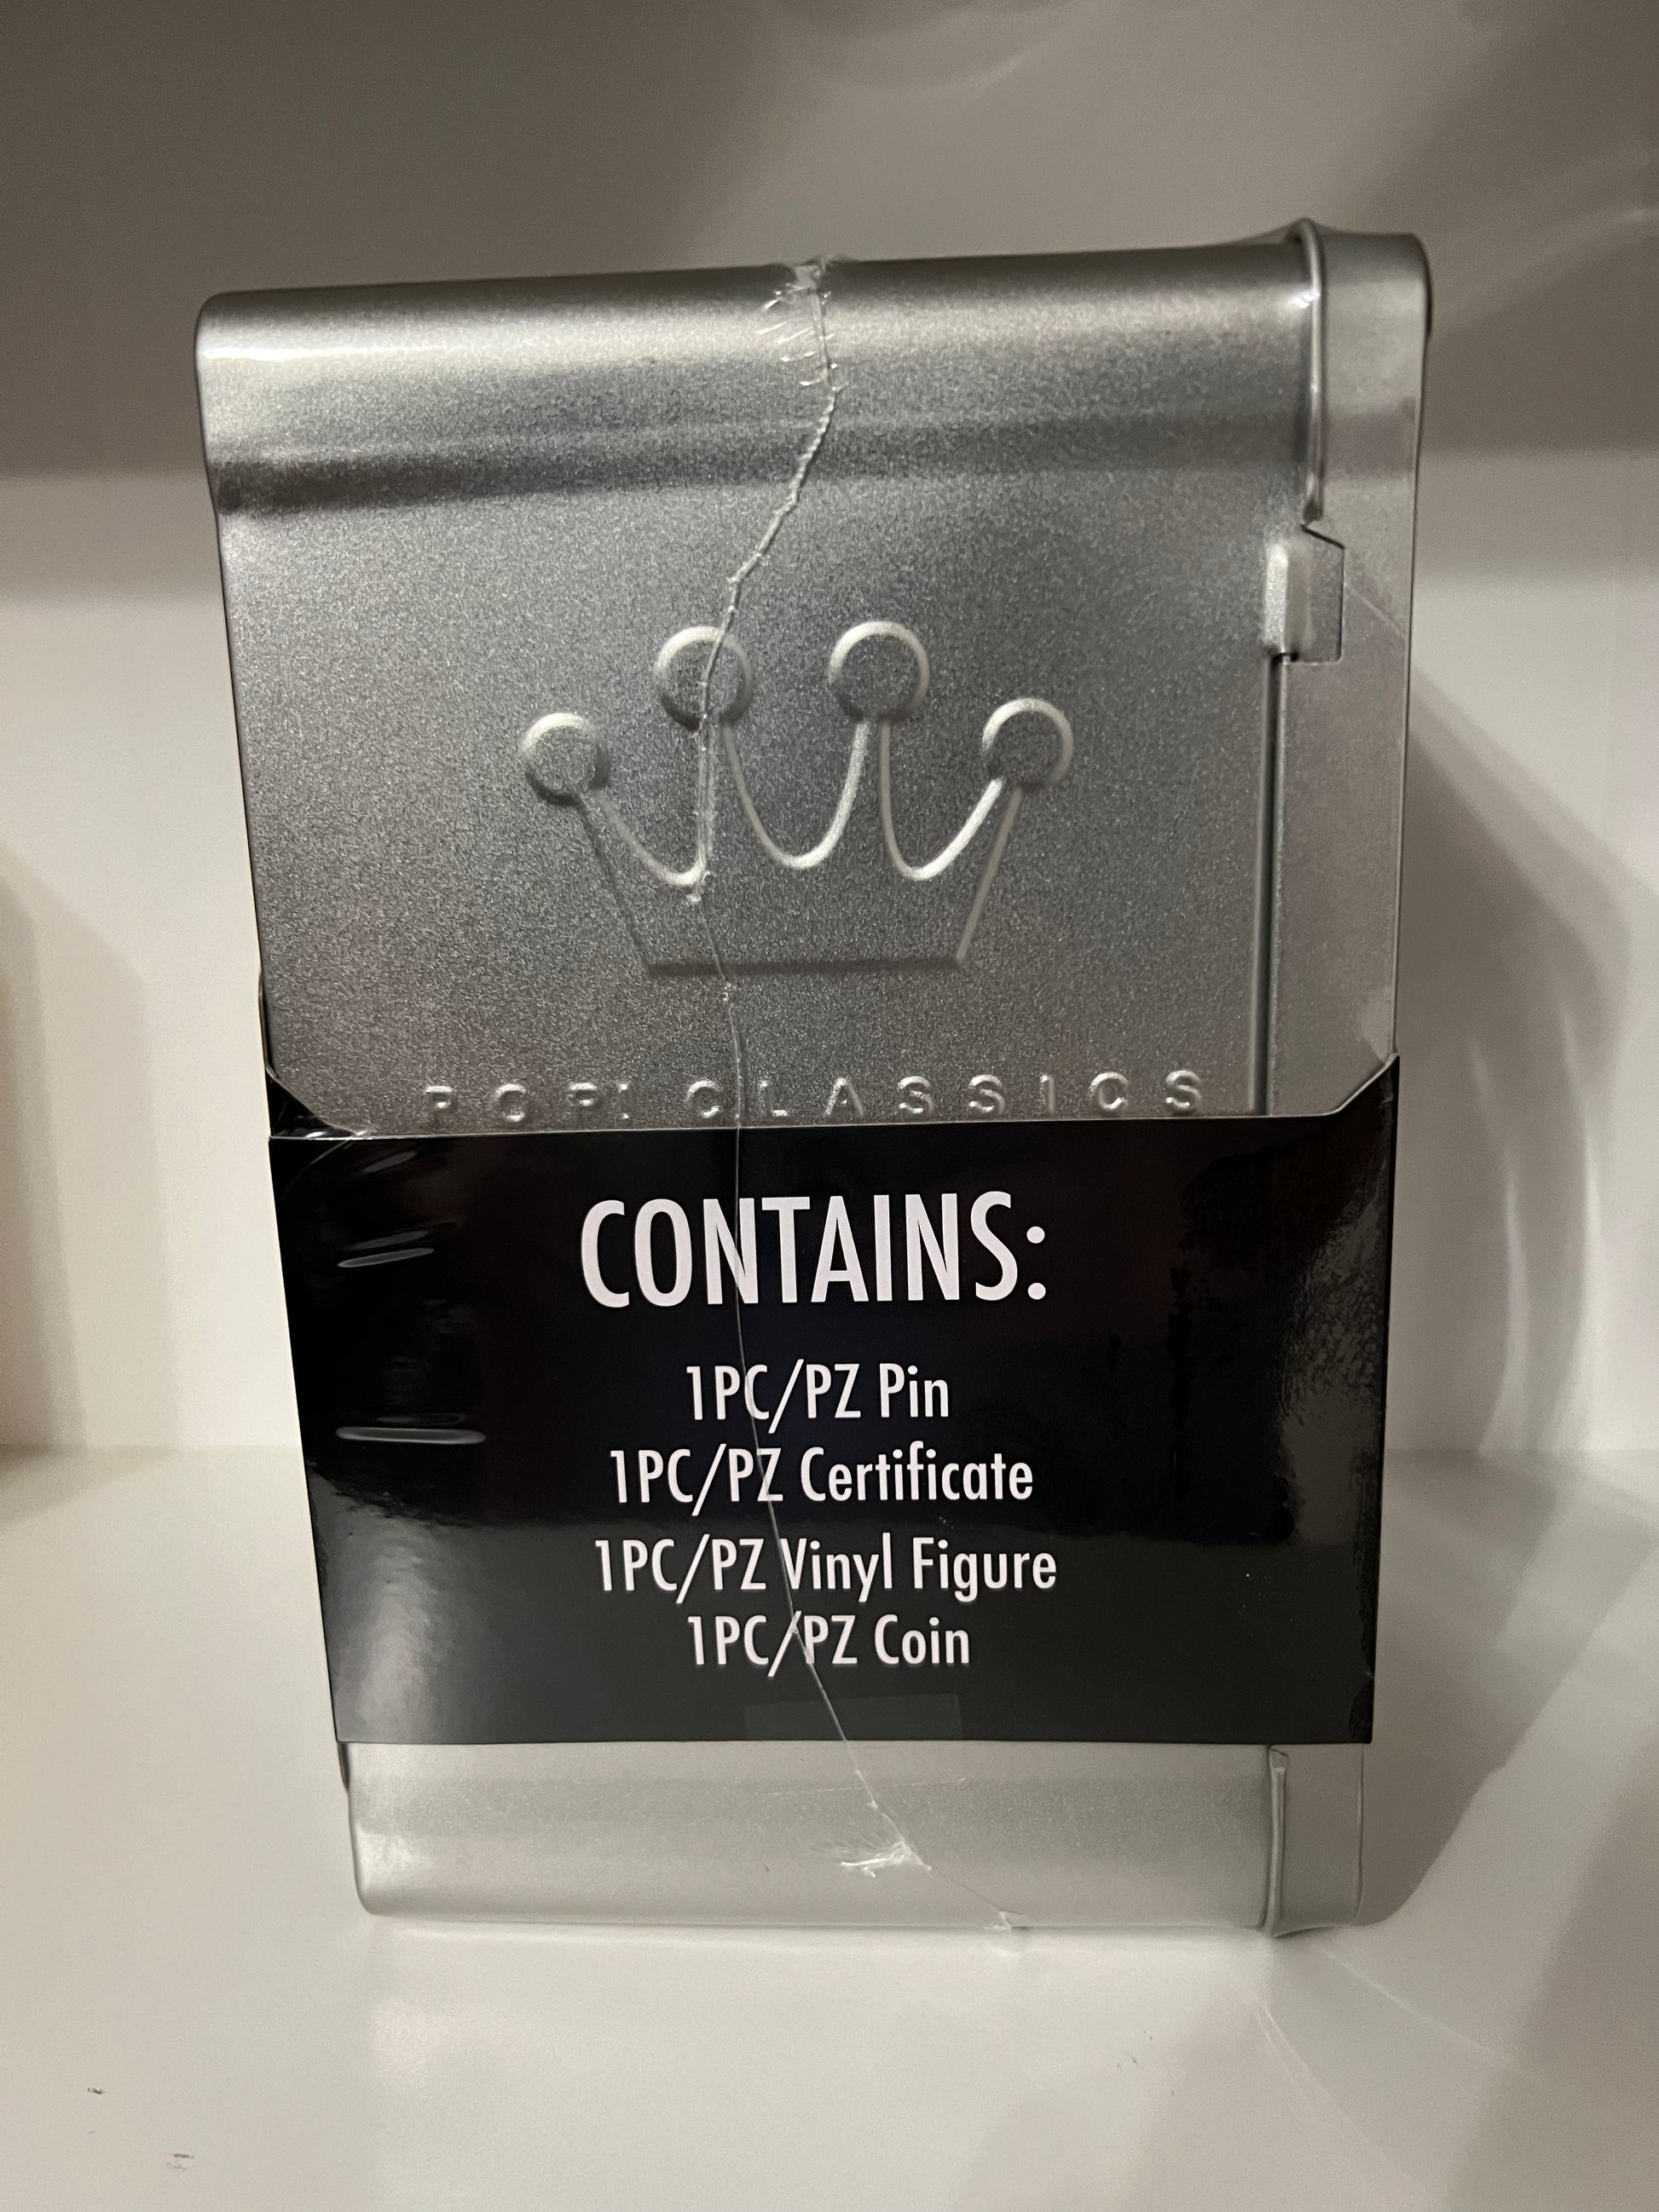 POP! CLASSICS
CONTAINS:
1PC/PZ Pin
1PC/PZ Certificate
1PC/PZ Vinyl Figure
1PC/PZ Coin